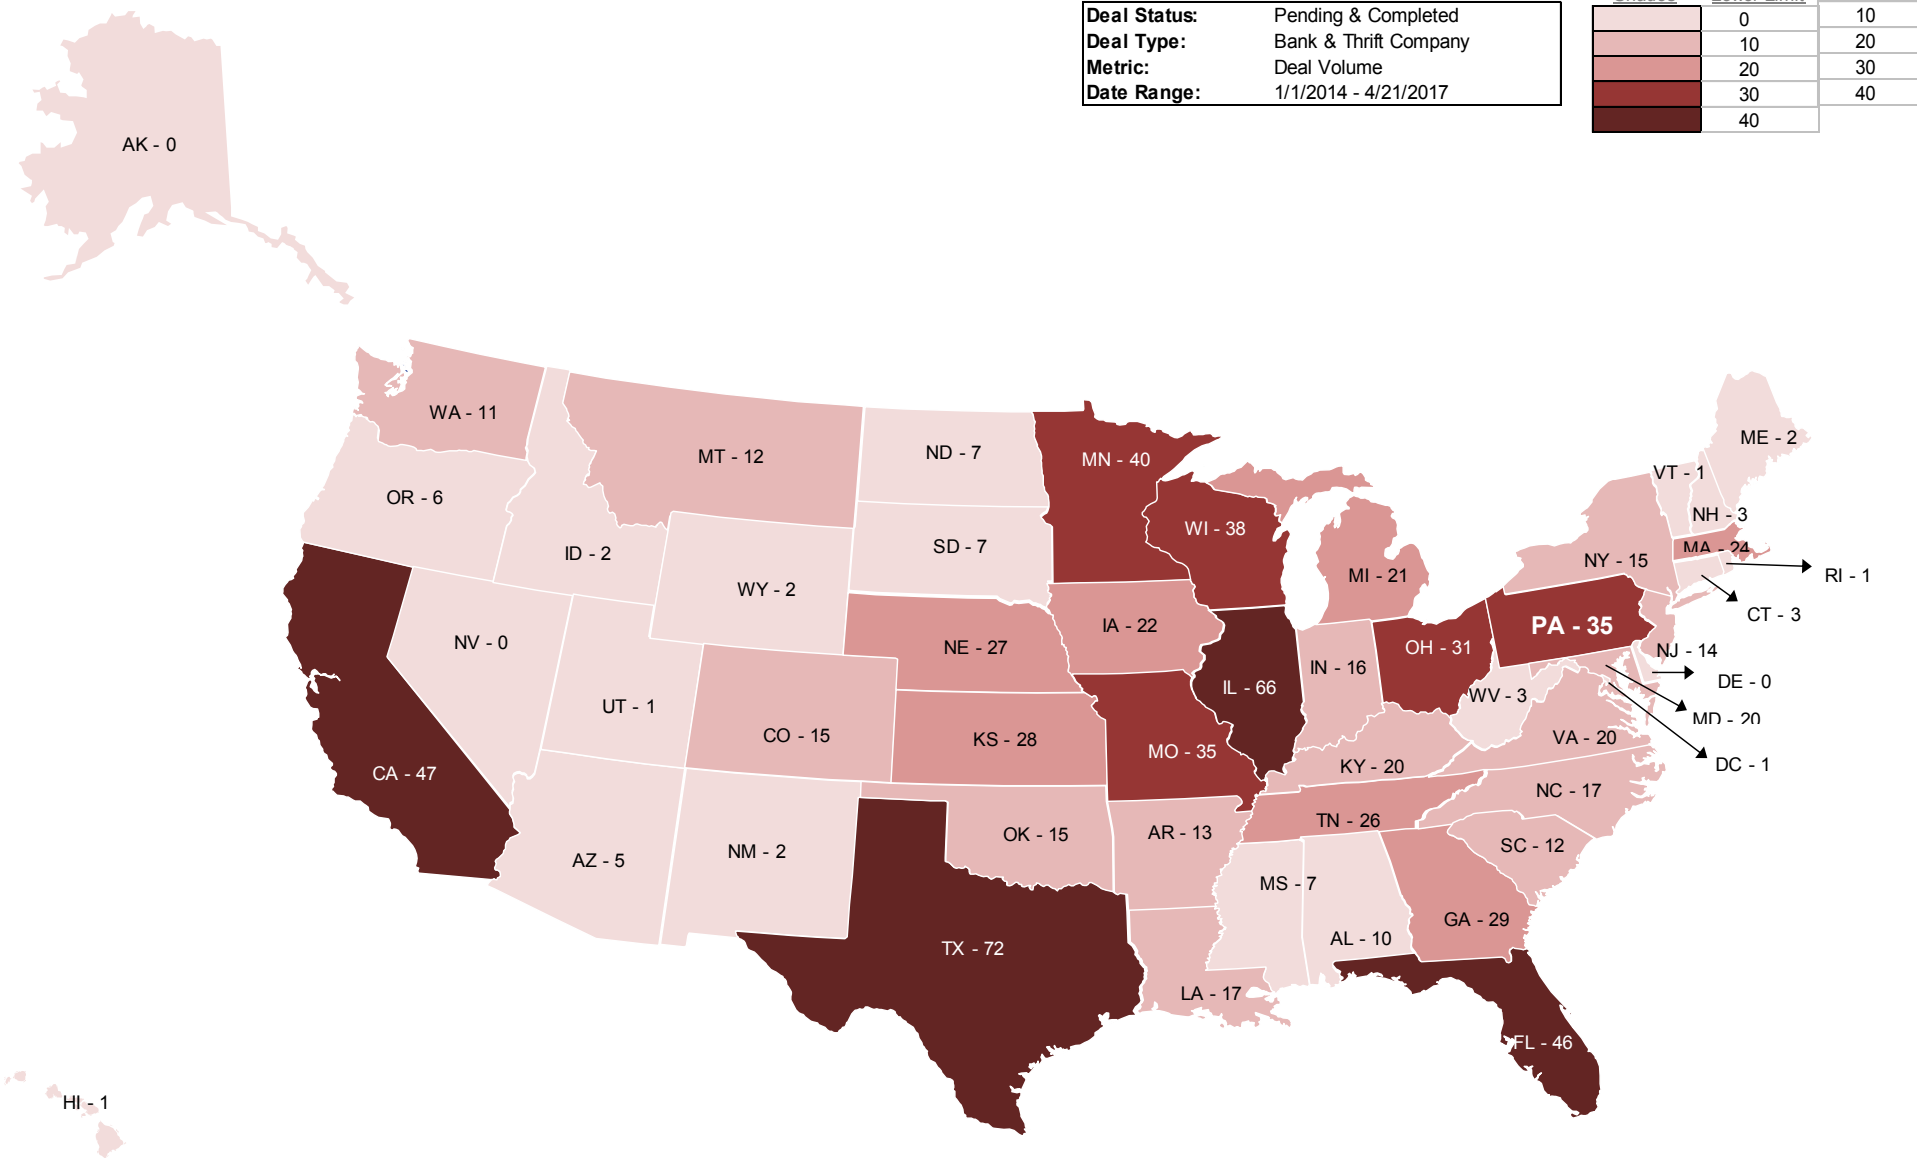 Deal Status: Pending & Completed
Deal Type: Bank & Thrift Company
Metric: Deal Volume
Date Range: 1/1/2014 - 4/21/2017
0 10
10 20
20 30
30 40
40
AK - 0
WA - 11
MT - 12
ND - 7
MN - 40
ME - 2
VT - 1
OR - 6
NH - 3
WI - 38
ID - 2
SD - 7
MA - 24
NY - 15
MI - 21
RI - 1
WY - 2
CT - 3
IA - 22
PA - 35
NV - 0
NE - 27
OH - 31
NJ - 14
IN - 16
DE - 0
IL - 66
WV - 3
UT - 1
MD - 20
CO - 15
KS - 28
VA - 20
MO - 35
DC - 1
KY - 20
CA - 47
NC - 17
TN - 26
OK - 15
AR - 13
SC - 12
NM - 2
AZ - 5
MS - 7
GA - 29
AL - 10
TX - 72
LA - 17
FL - 46
HI - 1